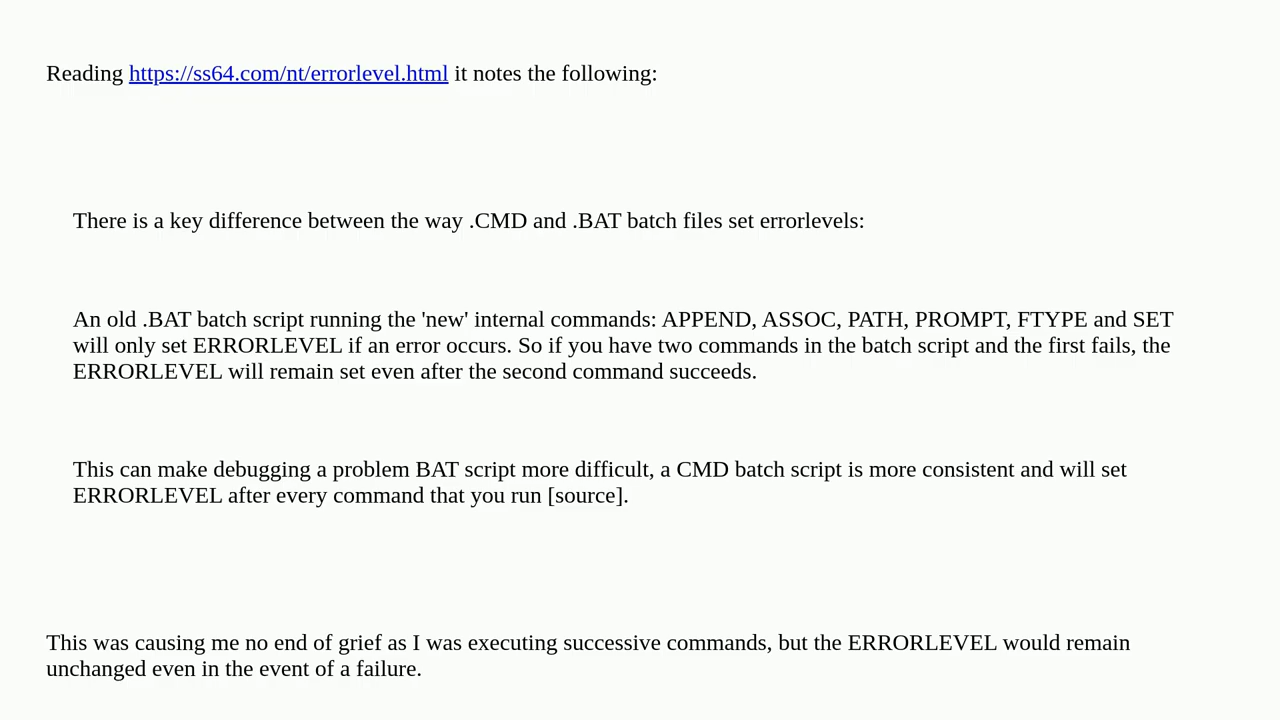 Reading https://ss64.com/nt/errorlevel.html it notes the following:
There is a key difference between the way .CMD and .BAT batch files set errorlevels:
An old .BAT batch script running the 'new' internal commands: APPEND, ASSOC, PATH, PROMPT, FTYPE and SET
will only set ERRORLEVEL if an error occurs. So if you have two commands in the batch script and the first fails, the
ERRORLEVEL will remain set even after the second command succeeds.
This can make debugging a problem BAT script more difficult, a CMD batch script is more consistent and will set
ERRORLEVEL after every command that you run [source].
This was causing me no end of grief as I was executing successive commands, but the ERRORLEVEL would remain
unchanged even in the event of a failure.